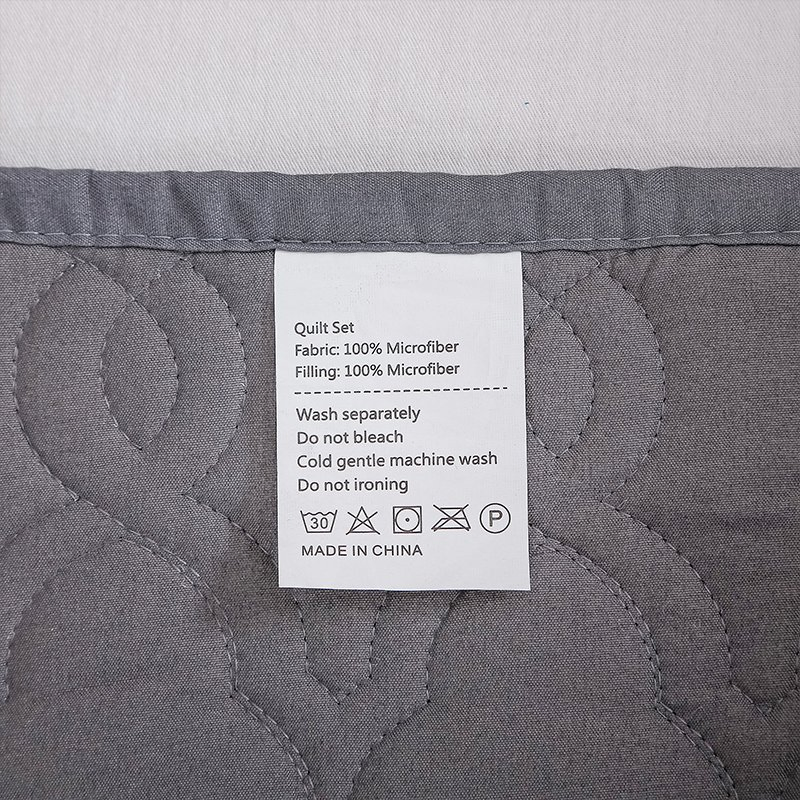 Quilt Set
Fabric: 100% Microfiber
Filling: 100% Microfiber
Wash separately
Do not bleach
Cold gentle machine wash
Do not ironing
30 P
MADE IN CHINA